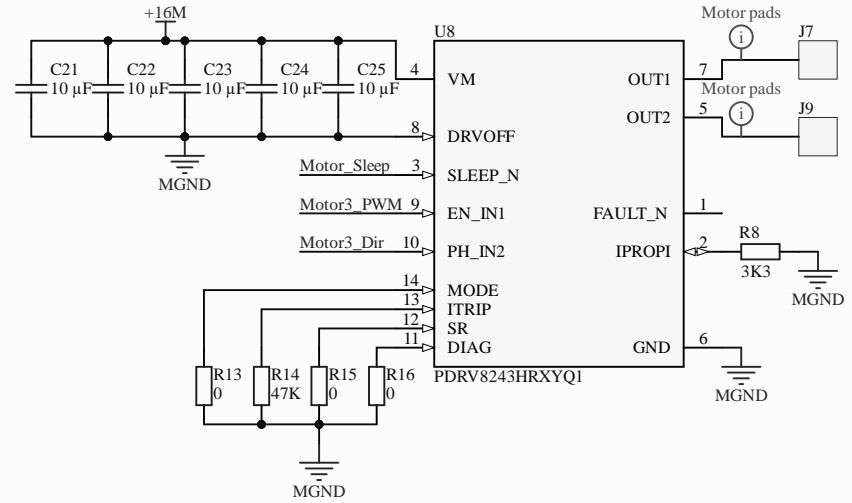 +16M
C21
10 µF
C22
10 µF
C23
10 µF
C24
10 µF
C25
10 µF
MGND
U8
4 VM
8 DRVOFF
Motor_Sleep 3 SLEEP_N
Motor3_PWM 9 EN_IN1
Motor3_Dir 10 PH_IN2
14 MODE
13 ITRIP
12 SR
11 DIAG
OUT1 7
OUT2 5
FAULT_N 1
IPROPI 2
GND 6
PDRV8243HRXYQ1
Motor pads
i
J7
Motor pads
i
J9
R8
3K3
MGND
MGND
R13
0
R14
47K
R15
0
R16
0
MGND